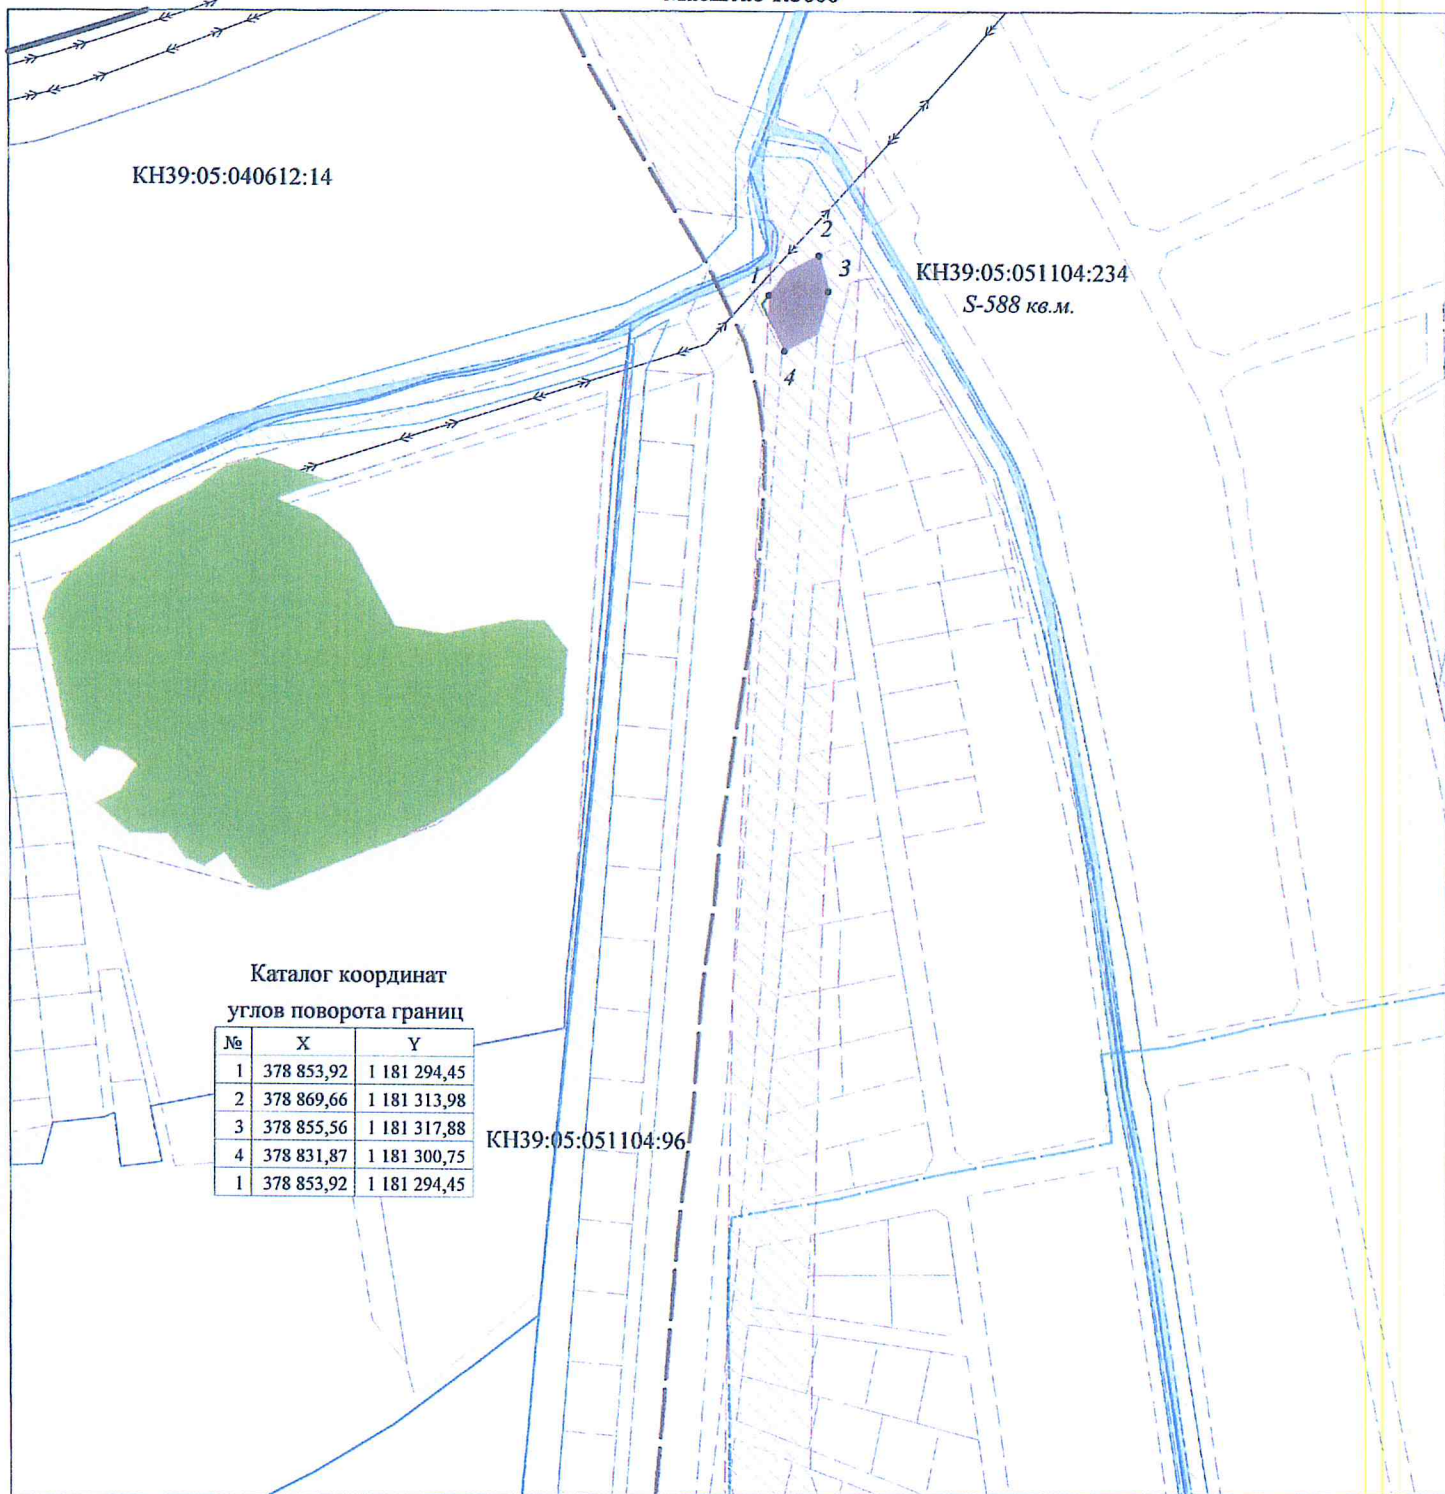 КН39:05:040612:14
2
1
3
КН39:05:051104:234
S-588 кв.м.
4
Каталог координат
углов поворота границ
№ X Y
1 378 853,92 1 181 294,45
2 378 869,66 1 181 313,98
3 378 855,56 1 181 317,88
4 378 831,87 1 181 300,75
1 378 853,92 1 181 294,45
КН39:05:051104:96